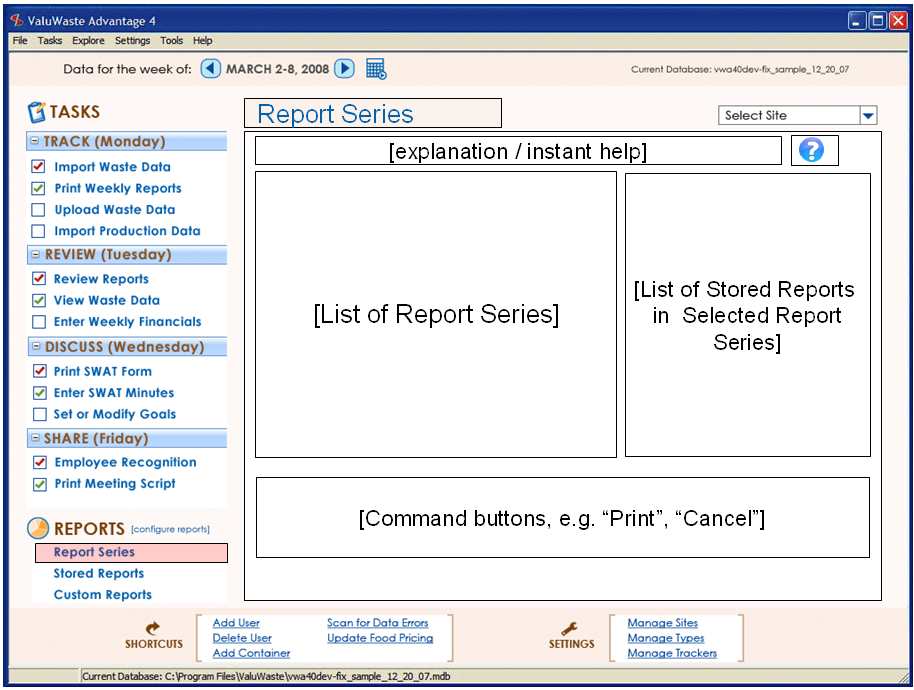 ValuWaste Advantage 4
File Tasks Explore Settings Tools Help
Data for the week of: MARCH 2-8, 2008
Current Database: vwa40dev-fix_sample_12_20_07
TASKS
TRACK (Monday)
Import Waste Data
Print Weekly Reports
Upload Waste Data
Import Production Data
REVIEW (Tuesday)
Review Reports
View Waste Data
Enter Weekly Financials
DISCUSS (Wednesday)
Print SWAT Form
Enter SWAT Minutes
Set or Modify Goals
SHARE (Friday)
Employee Recognition
Print Meeting Script
REPORTS [configure reports]
Report Series
Stored Reports
Custom Reports
Report Series
Select Site
[explanation / instant help]
?
[List of Report Series]
[List of Stored Reports
in Selected Report
Series]
[Command buttons, e.g. “Print”, “Cancel”]
SHORTCUTS
Add User
Delete User
Add Container
Scan for Data Errors
Update Food Pricing
SETTINGS
Manage Sites
Manage Types
Manage Trackers
Current Database: C:\Program Files\ValuWaste\vwa40dev-fix_sample_12_20_07.mdb